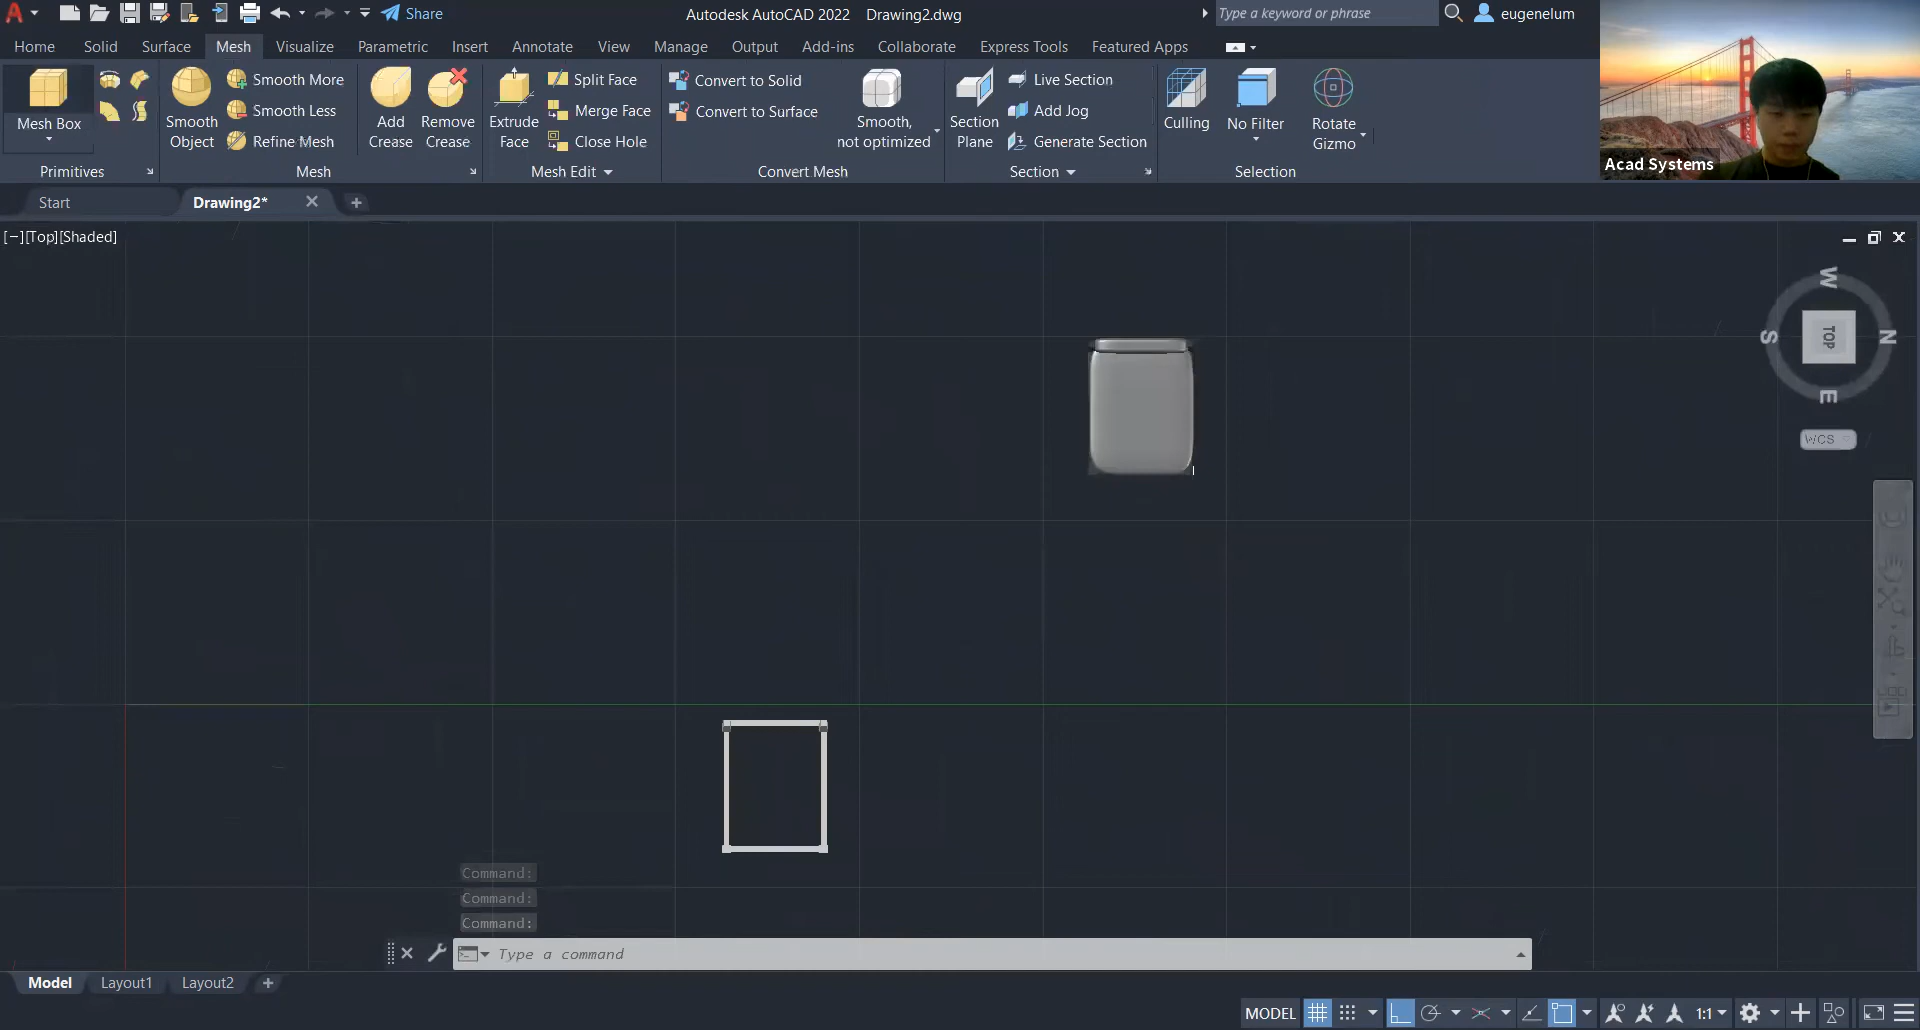 Share
Autodesk AutoCAD 2022 Drawing2.dwg
Type a keyword or phrase
eugenelum
Home Solid Surface Mesh Visualize Parametric Insert Annotate View Manage Output Add-ins Collaborate Express Tools Featured Apps
Mesh Box
Smooth Object
Smooth More
Smooth Less
Refine Mesh
Add Crease
Remove Crease
Extrude Face
Split Face
Merge Face
Close Hole
Convert to Solid
Convert to Surface
Smooth, not optimized
Section Plane
Live Section
Add Jog
Generate Section
Culling
No Filter
Rotate Gizmo
Acad Systems
Primitives Mesh Mesh Edit Convert Mesh Section Selection
Start Drawing2*
[−][Top][Shaded]
W
S TOP N
E
WCS
Command:
Command:
Command:
Type a command
Model Layout1 Layout2
MODEL 1:1